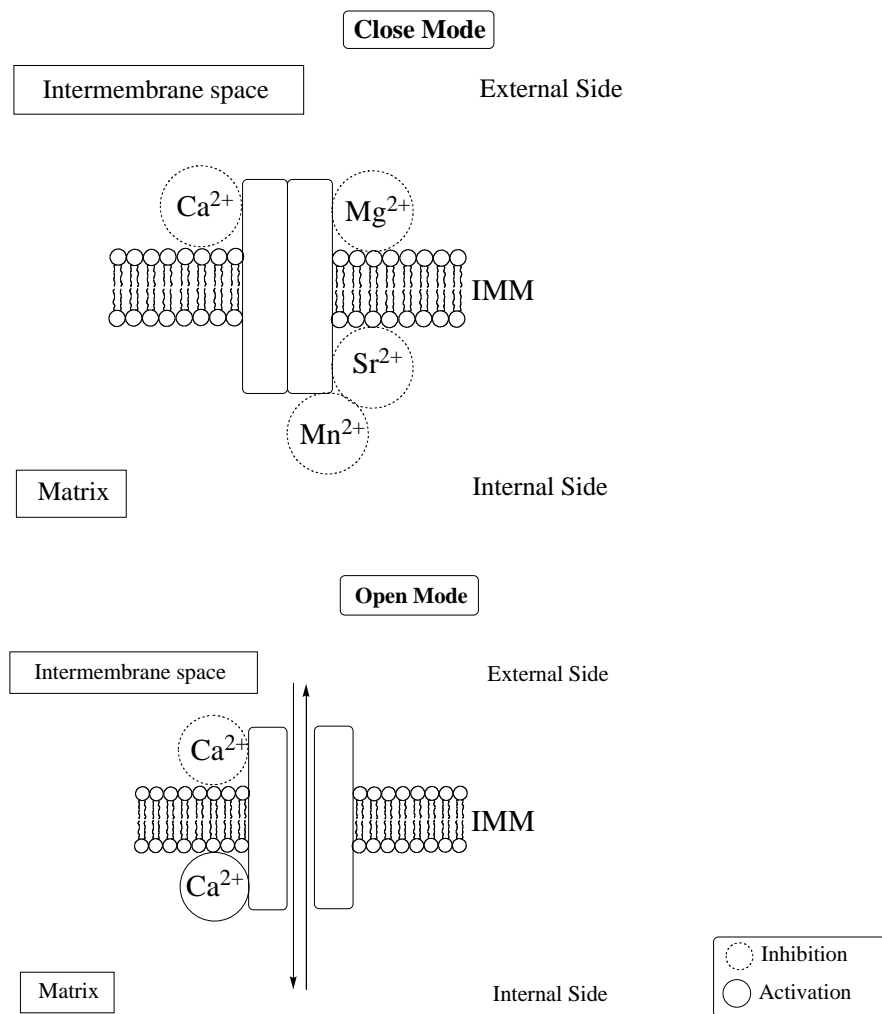 Close Mode
Intermembrane space
External Side
Ca2+
Mg2+
IMM
Sr2+
Mn2+
Matrix
Internal Side
Open Mode
Intermembrane space
External Side
Ca2+
IMM
Ca2+
Inhibition
Matrix
Internal Side
Activation